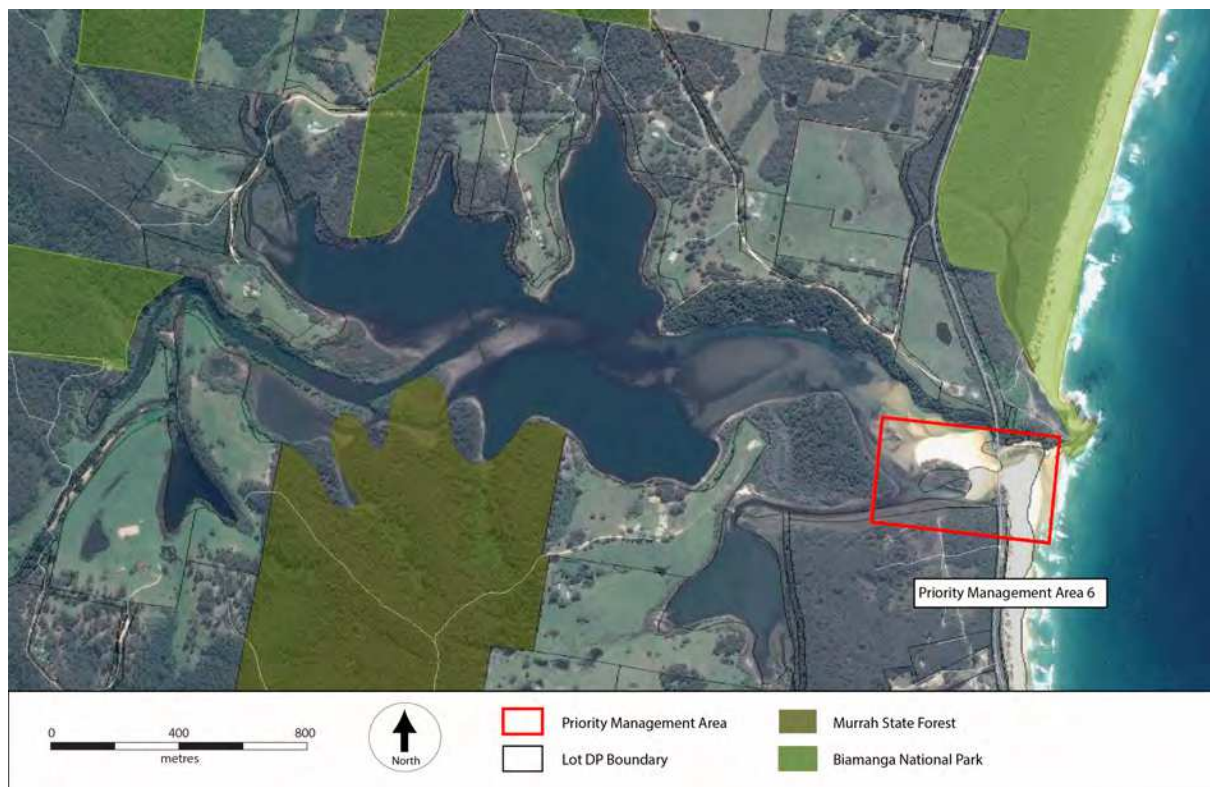 Priority Management Area 6
0 400 800
metres
North
Priority Management Area
Lot DP Boundary
Murrah State Forest
Biamanga National Park